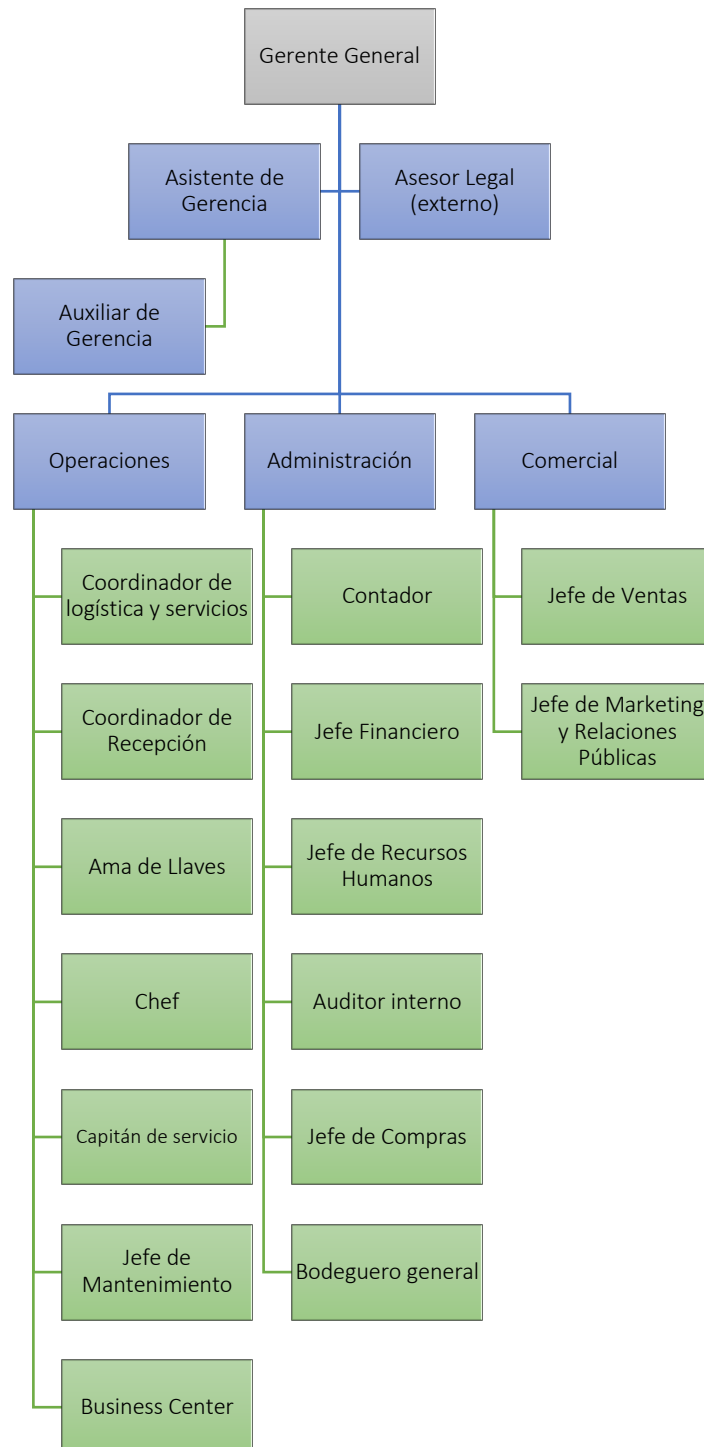 Gerente General
Asistente de
Gerencia
Asesor Legal
(externo)
Auxiliar de
Gerencia
Operaciones
Administración
Comercial
Coordinador de
logística y servicios
Contador
Jefe de Ventas
Coordinador de
Recepción
Jefe Financiero
Jefe de Marketing
y Relaciones
Públicas
Ama de Llaves
Jefe de Recursos
Humanos
Chef
Auditor interno
Capitán de servicio
Jefe de Compras
Jefe de
Mantenimiento
Bodeguero general
Business Center